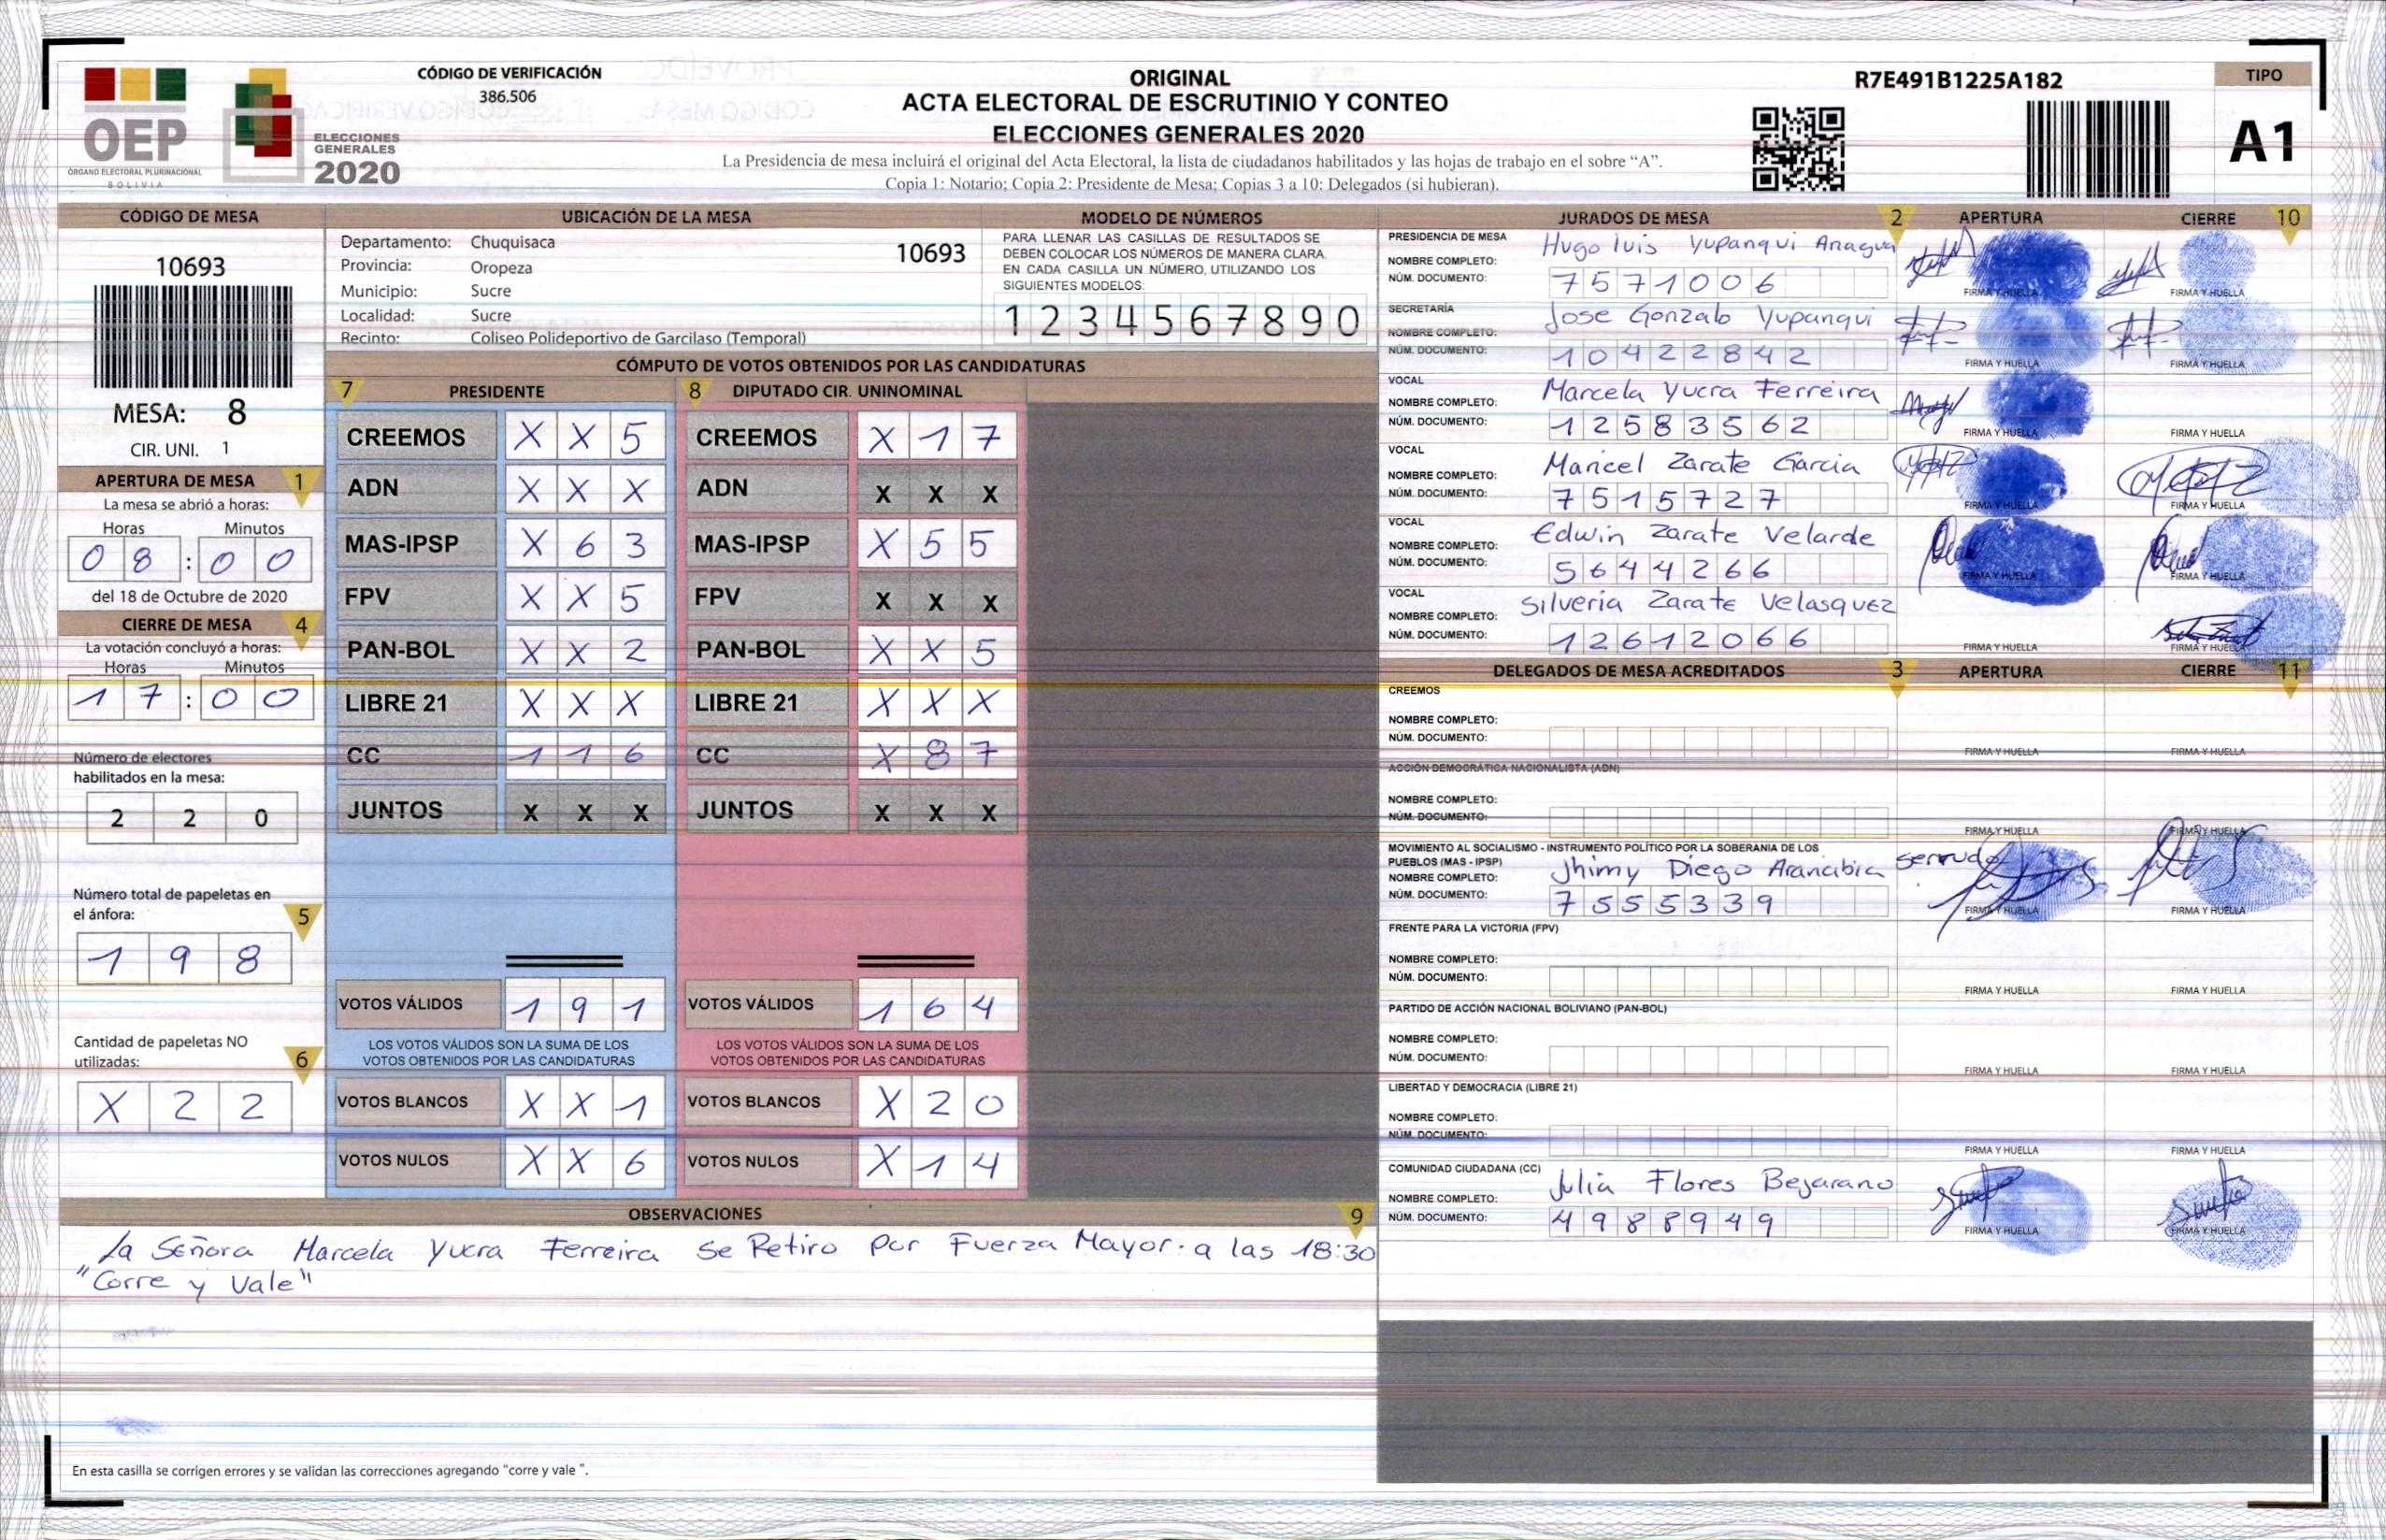 CÓDIGO DE VERIFICACIÓN
386.506
OEP
ÓRGANO ELECTORAL PLURINACIONAL
BOLIVIA
ELECCIONES
GENERALES
2020
ORIGINAL
ACTA ELECTORAL DE ESCRUTINIO Y CONTEO
ELECCIONES GENERALES 2020
La Presidencia de mesa incluirá el original del Acta Electoral, la lista de ciudadanos habilitados y las hojas de trabajo en el sobre “A”.
Copia 1: Notario; Copia 2: Presidente de Mesa; Copias 3 a 10: Delegados (si hubieran).
R7E491B1225A182
TIPO
A1
CÓDIGO DE MESA
10693
MESA: 8
CIR. UNI. 1
APERTURA DE MESA 1
La mesa se abrió a horas:
Horas Minutos
0 8 : 0 0
del 18 de Octubre de 2020
CIERRE DE MESA 4
La votación concluyó a horas:
Horas Minutos
1 7 : 0 0
Número de electores
habilitados en la mesa:
2 2 0
Número total de papeletas en
el ánfora: 5
1 9 8
Cantidad de papeletas NO
utilizadas: 6
X 2 2
UBICACIÓN DE LA MESA
Departamento: Chuquisaca 10693
Provincia: Oropeza
Municipio: Sucre
Localidad: Sucre
Recinto: Coliseo Polideportivo de Garcilaso (Temporal)
MODELO DE NÚMEROS
PARA LLENAR LAS CASILLAS DE RESULTADOS SE
DEBEN COLOCAR LOS NÚMEROS DE MANERA CLARA.
EN CADA CASILLA UN NÚMERO, UTILIZANDO LOS
SIGUIENTES MODELOS:
1 2 3 4 5 6 7 8 9 0
CÓMPUTO DE VOTOS OBTENIDOS POR LAS CANDIDATURAS
7 PRESIDENTE 8 DIPUTADO CIR. UNINOMINAL
CREEMOS X X 5 CREEMOS X 1 7
ADN X X X ADN X X X
MAS-IPSP X 6 3 MAS-IPSP X 5 5
FPV X X 5 FPV X X X
PAN-BOL X X 2 PAN-BOL X X 5
LIBRE 21 X X X LIBRE 21 X X X
CC 1 1 6 CC X 8 7
JUNTOS X X X JUNTOS X X X
VOTOS VÁLIDOS 1 9 1 VOTOS VÁLIDOS 1 6 4
LOS VOTOS VÁLIDOS SON LA SUMA DE LOS LOS VOTOS VÁLIDOS SON LA SUMA DE LOS
VOTOS OBTENIDOS POR LAS CANDIDATURAS VOTOS OBTENIDOS POR LAS CANDIDATURAS
VOTOS BLANCOS X X 1 VOTOS BLANCOS X 2 0
VOTOS NULOS X X 6 VOTOS NULOS X 1 4
OBSERVACIONES 9
La Señora Marcela Yucra Ferreira se Retiro por Fuerza Mayor. a las 18:30
"Corre y Vale"
En esta casilla se corrigen errores y se validan las correcciones agregando "corre y vale ".
JURADOS DE MESA 2 APERTURA CIERRE 10
PRESIDENCIA DE MESA
NOMBRE COMPLETO: Hugo luis Yupanqui Anagua
NÚM. DOCUMENTO: 7571006
FIRMA Y HUELLA FIRMA Y HUELLA
SECRETARÍA
NOMBRE COMPLETO: Jose Gonzalo Yupanqui
NÚM. DOCUMENTO: 10422842
FIRMA Y HUELLA FIRMA Y HUELLA
VOCAL
NOMBRE COMPLETO: Marcela Yucra Ferreira
NÚM. DOCUMENTO: 12583562
FIRMA Y HUELLA FIRMA Y HUELLA
VOCAL
NOMBRE COMPLETO: Maricel Zarate Garcia
NÚM. DOCUMENTO: 7515727
FIRMA Y HUELLA FIRMA Y HUELLA
VOCAL
NOMBRE COMPLETO: Edwin Zarate Velarde
NÚM. DOCUMENTO: 5644266
FIRMA Y HUELLA FIRMA Y HUELLA
VOCAL
NOMBRE COMPLETO: Silveria Zarate Velasquez
NÚM. DOCUMENTO: 12612066
FIRMA Y HUELLA FIRMA Y HUELLA
DELEGADOS DE MESA ACREDITADOS 3 APERTURA CIERRE 11
CREEMOS
NOMBRE COMPLETO:
NÚM. DOCUMENTO:
FIRMA Y HUELLA FIRMA Y HUELLA
ACCIÓN DEMOCRÁTICA NACIONALISTA (ADN)
NOMBRE COMPLETO:
NÚM. DOCUMENTO:
FIRMA Y HUELLA FIRMA Y HUELLA
MOVIMIENTO AL SOCIALISMO - INSTRUMENTO POLÍTICO POR LA SOBERANIA DE LOS
PUEBLOS (MAS - IPSP)
NOMBRE COMPLETO: Jhimy Diego Arancibia Serrudo
NÚM. DOCUMENTO: 7555339
FIRMA Y HUELLA FIRMA Y HUELLA
FRENTE PARA LA VICTORIA (FPV)
NOMBRE COMPLETO:
NÚM. DOCUMENTO:
FIRMA Y HUELLA FIRMA Y HUELLA
PARTIDO DE ACCIÓN NACIONAL BOLIVIANO (PAN-BOL)
NOMBRE COMPLETO:
NÚM. DOCUMENTO:
FIRMA Y HUELLA FIRMA Y HUELLA
LIBERTAD Y DEMOCRACIA (LIBRE 21)
NOMBRE COMPLETO:
NÚM. DOCUMENTO:
FIRMA Y HUELLA FIRMA Y HUELLA
COMUNIDAD CIUDADANA (CC)
NOMBRE COMPLETO: Julia Flores Bejarano
NÚM. DOCUMENTO: 4988949
FIRMA Y HUELLA FIRMA Y HUELLA